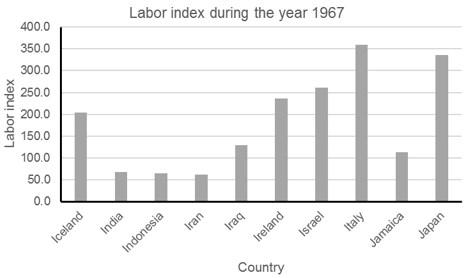 Labor index during the year 1967
Labor index
400.0
350.0
300.0
250.0
200.0
150.0
100.0
50.0
0.0
Iceland
India
Indonesia
Iran
Iraq
Ireland
Israel
Italy
Jamaica
Japan
Country